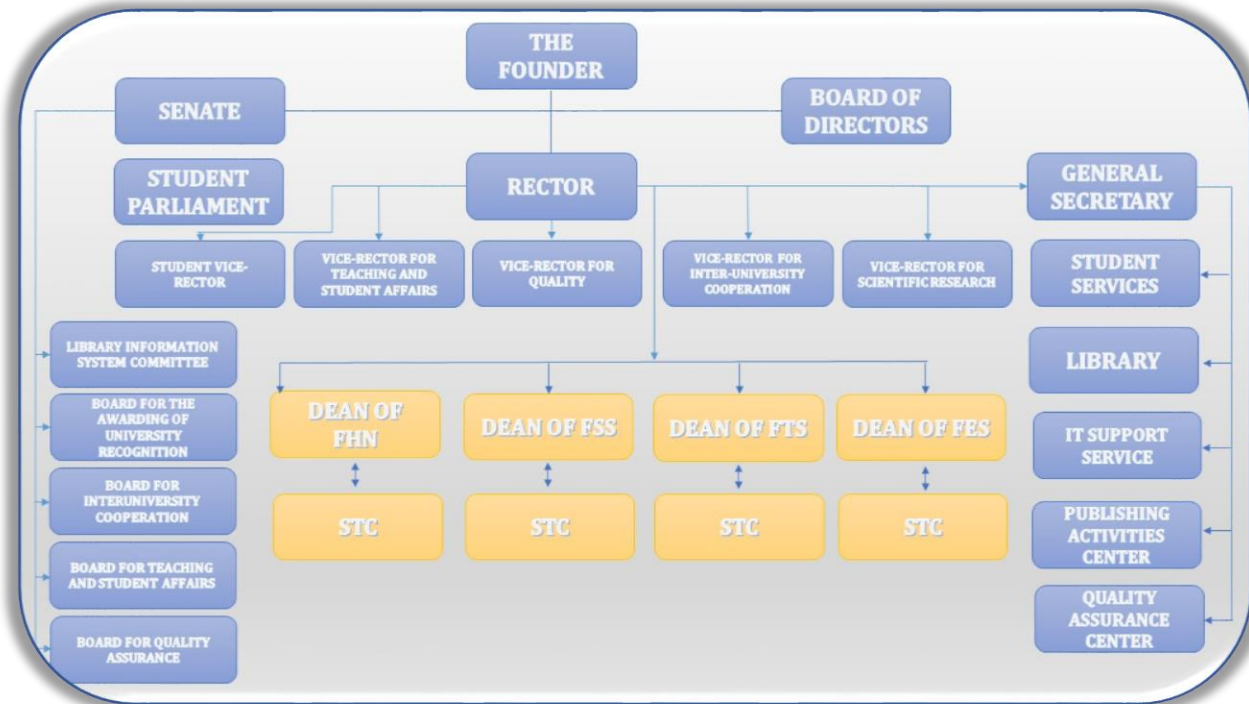 THE
FOUNDER
SENATE
BOARD OF
DIRECTORS
STUDENT
PARLIAMENT
RECTOR
GENERAL
SECRETARY
STUDENT VICE-
RECTOR
VICE-RECTOR FOR
TEACHING AND
STUDENT AFFAIRS
VICE-RECTOR FOR
QUALITY
VICE-RECTOR FOR
INTER-UNIVERSITY
COOPERATION
VICE-RECTOR FOR
SCIENTIFIC RESEARCH
STUDENT
SERVICES
LIBRARY INFORMATION
SYSTEM COMMITTEE
LIBRARY
BOARD FOR THE
AWARDING OF
UNIVERSITY
RECOGNITION
DEAN OF
FHN
DEAN OF FSS
DEAN OF FTS
DEAN OF FES
IT SUPPORT
SERVICE
BOARD FOR
INTERUNIVERSITY
COOPERATION
STC
STC
STC
STC
PUBLISHING
ACTIVITIES
CENTER
BOARD FOR TEACHING
AND STUDENT AFFAIRS
QUALITY
ASSURANCE
CENTER
BOARD FOR QUALITY
ASSURANCE